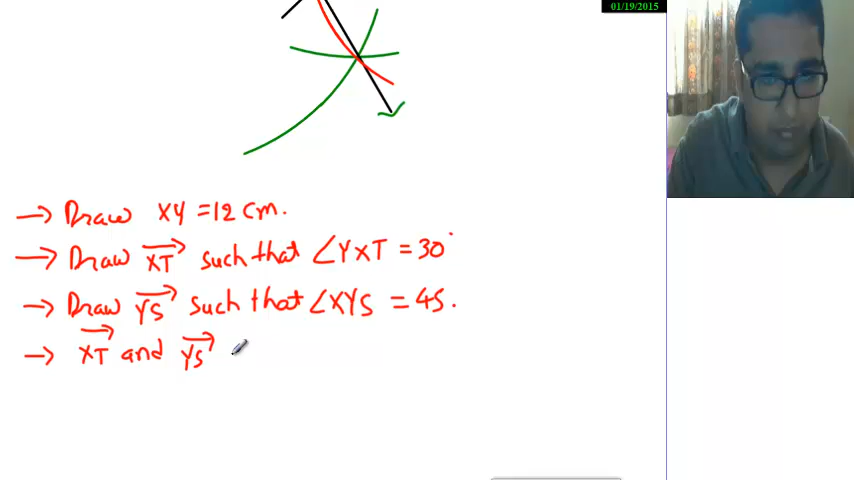 01/19/2015
→ Draw XY = 12 cm.
→ Draw XT such that ∠YXT = 30°
→ Draw YS such that ∠XYS = 45.
→ XT and YS